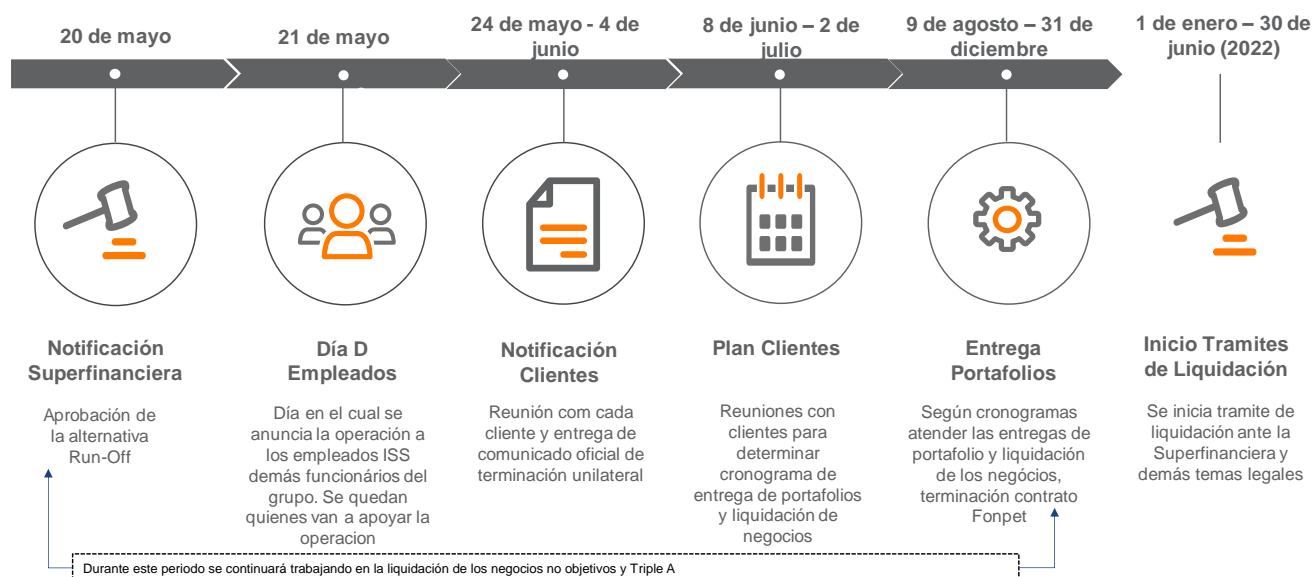 20 de mayo
21 de mayo
24 de mayo - 4 de
junio
8 de junio – 2 de
julio
9 de agosto – 31 de
diciembre
1 de enero – 30 de
junio (2022)
Notificación
Superfinanciera
Aprobación de
la alternativa
Run-Off
Día D
Empleados
Día en el cual se
anuncia la operación a
los empleados ISS
demás funcionários del
grupo. Se quedan
quienes van a apoyar la
operacion
Notificación
Clientes
Reunión com cada
cliente y entrega de
comunicado oficial de
terminación unilateral
Plan Clientes
Reuniones con
clientes para
determinar
cronograma de
entrega de portafolios
y liquidación de
negocios
Entrega
Portafolios
Según cronogramas
atender las entregas de
portafolio y liquidación
de los negócios,
terminación contrato
Fonpet
Inicio Tramites
de Liquidación
Se inicia tramite de
liquidación ante la
Superfinanciera y
demás temas legales
Durante este periodo se continuará trabajando en la liquidación de los negocios no objetivos y Triple A